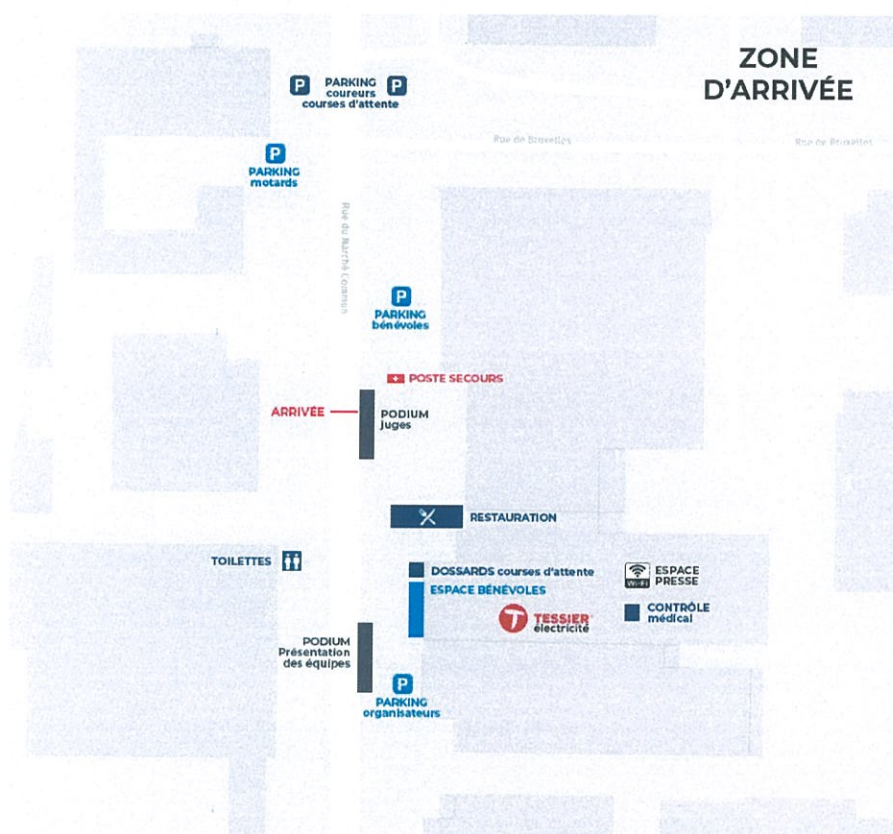 ZONE
D'ARRIVÉE
P PARKING P
coureurs
courses d'attente
Rue de Bruxelles
Rue de Bruxelles
P
PARKING
motards
Rue du Marché Commun
P
PARKING
bénévoles
POSTE SECOURS
ARRIVÉE
PODIUM
Juges
RESTAURATION
TOILETTES
DOSSARDS courses d'attente
ESPACE BÉNÉVOLES
T TESSIER
électricité
Wi-Fi
ESPACE
PRESSE
CONTRÔLE
médical
PODIUM
Présentation
des équipes
P
PARKING
organisateurs